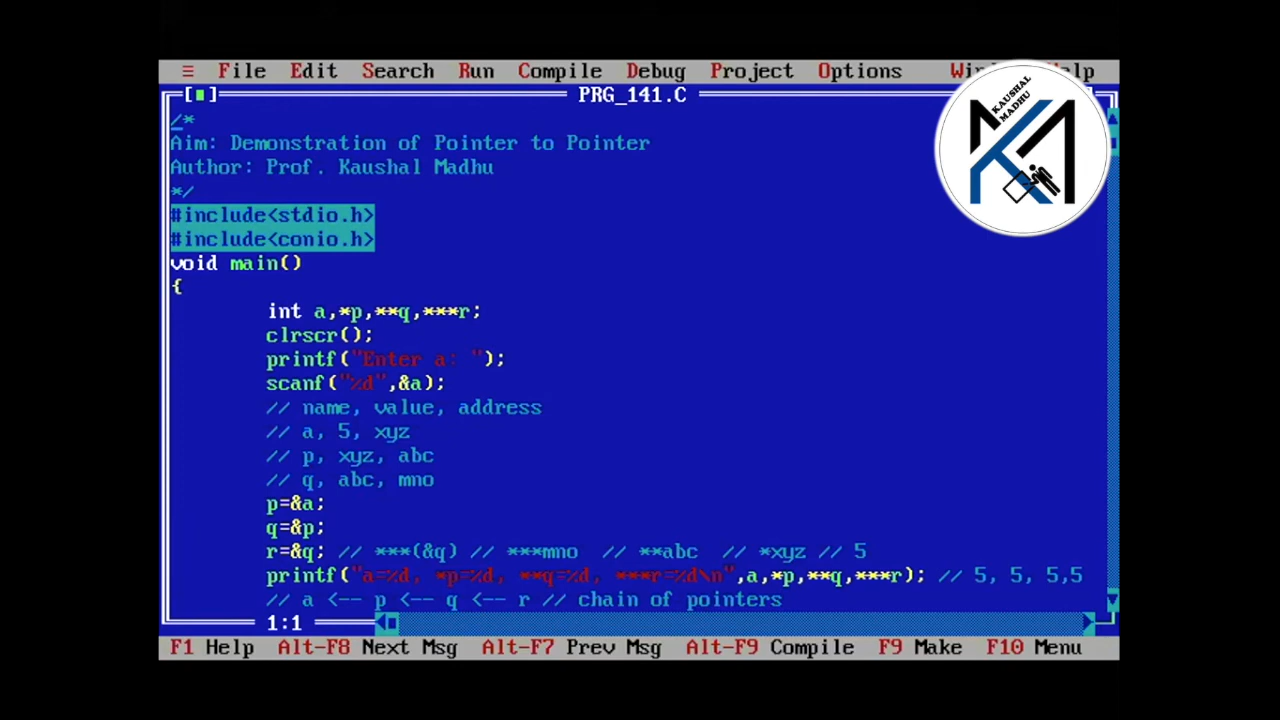 ≡ File Edit Search Run Compile Debug Project Options
[■] PRG_141.C
KAUSHAL
MADHU
/*
Aim: Demonstration of Pointer to Pointer
Author: Prof. Kaushal Madhu
*/
#include<stdio.h>
#include<conio.h>
void main()
{
int a,*p,**q,***r;
clrscr();
printf("Enter a: ");
scanf("%d",&a);
// name, value, address
// a, 5, xyz
// p, xyz, abc
// q, abc, mno
p=&a;
q=&p;
r=&q; // ***(&q) // ***mno // **abc // *xyz // 5
printf("a=%d, *p=%d, **q=%d, ***r=%d\n",a,*p,**q,***r); // 5, 5, 5,5
// a <-- p <-- q <-- r // chain of pointers
1:1
F1 Help Alt-F8 Next Msg Alt-F7 Prev Msg Alt-F9 Compile F9 Make F10 Menu